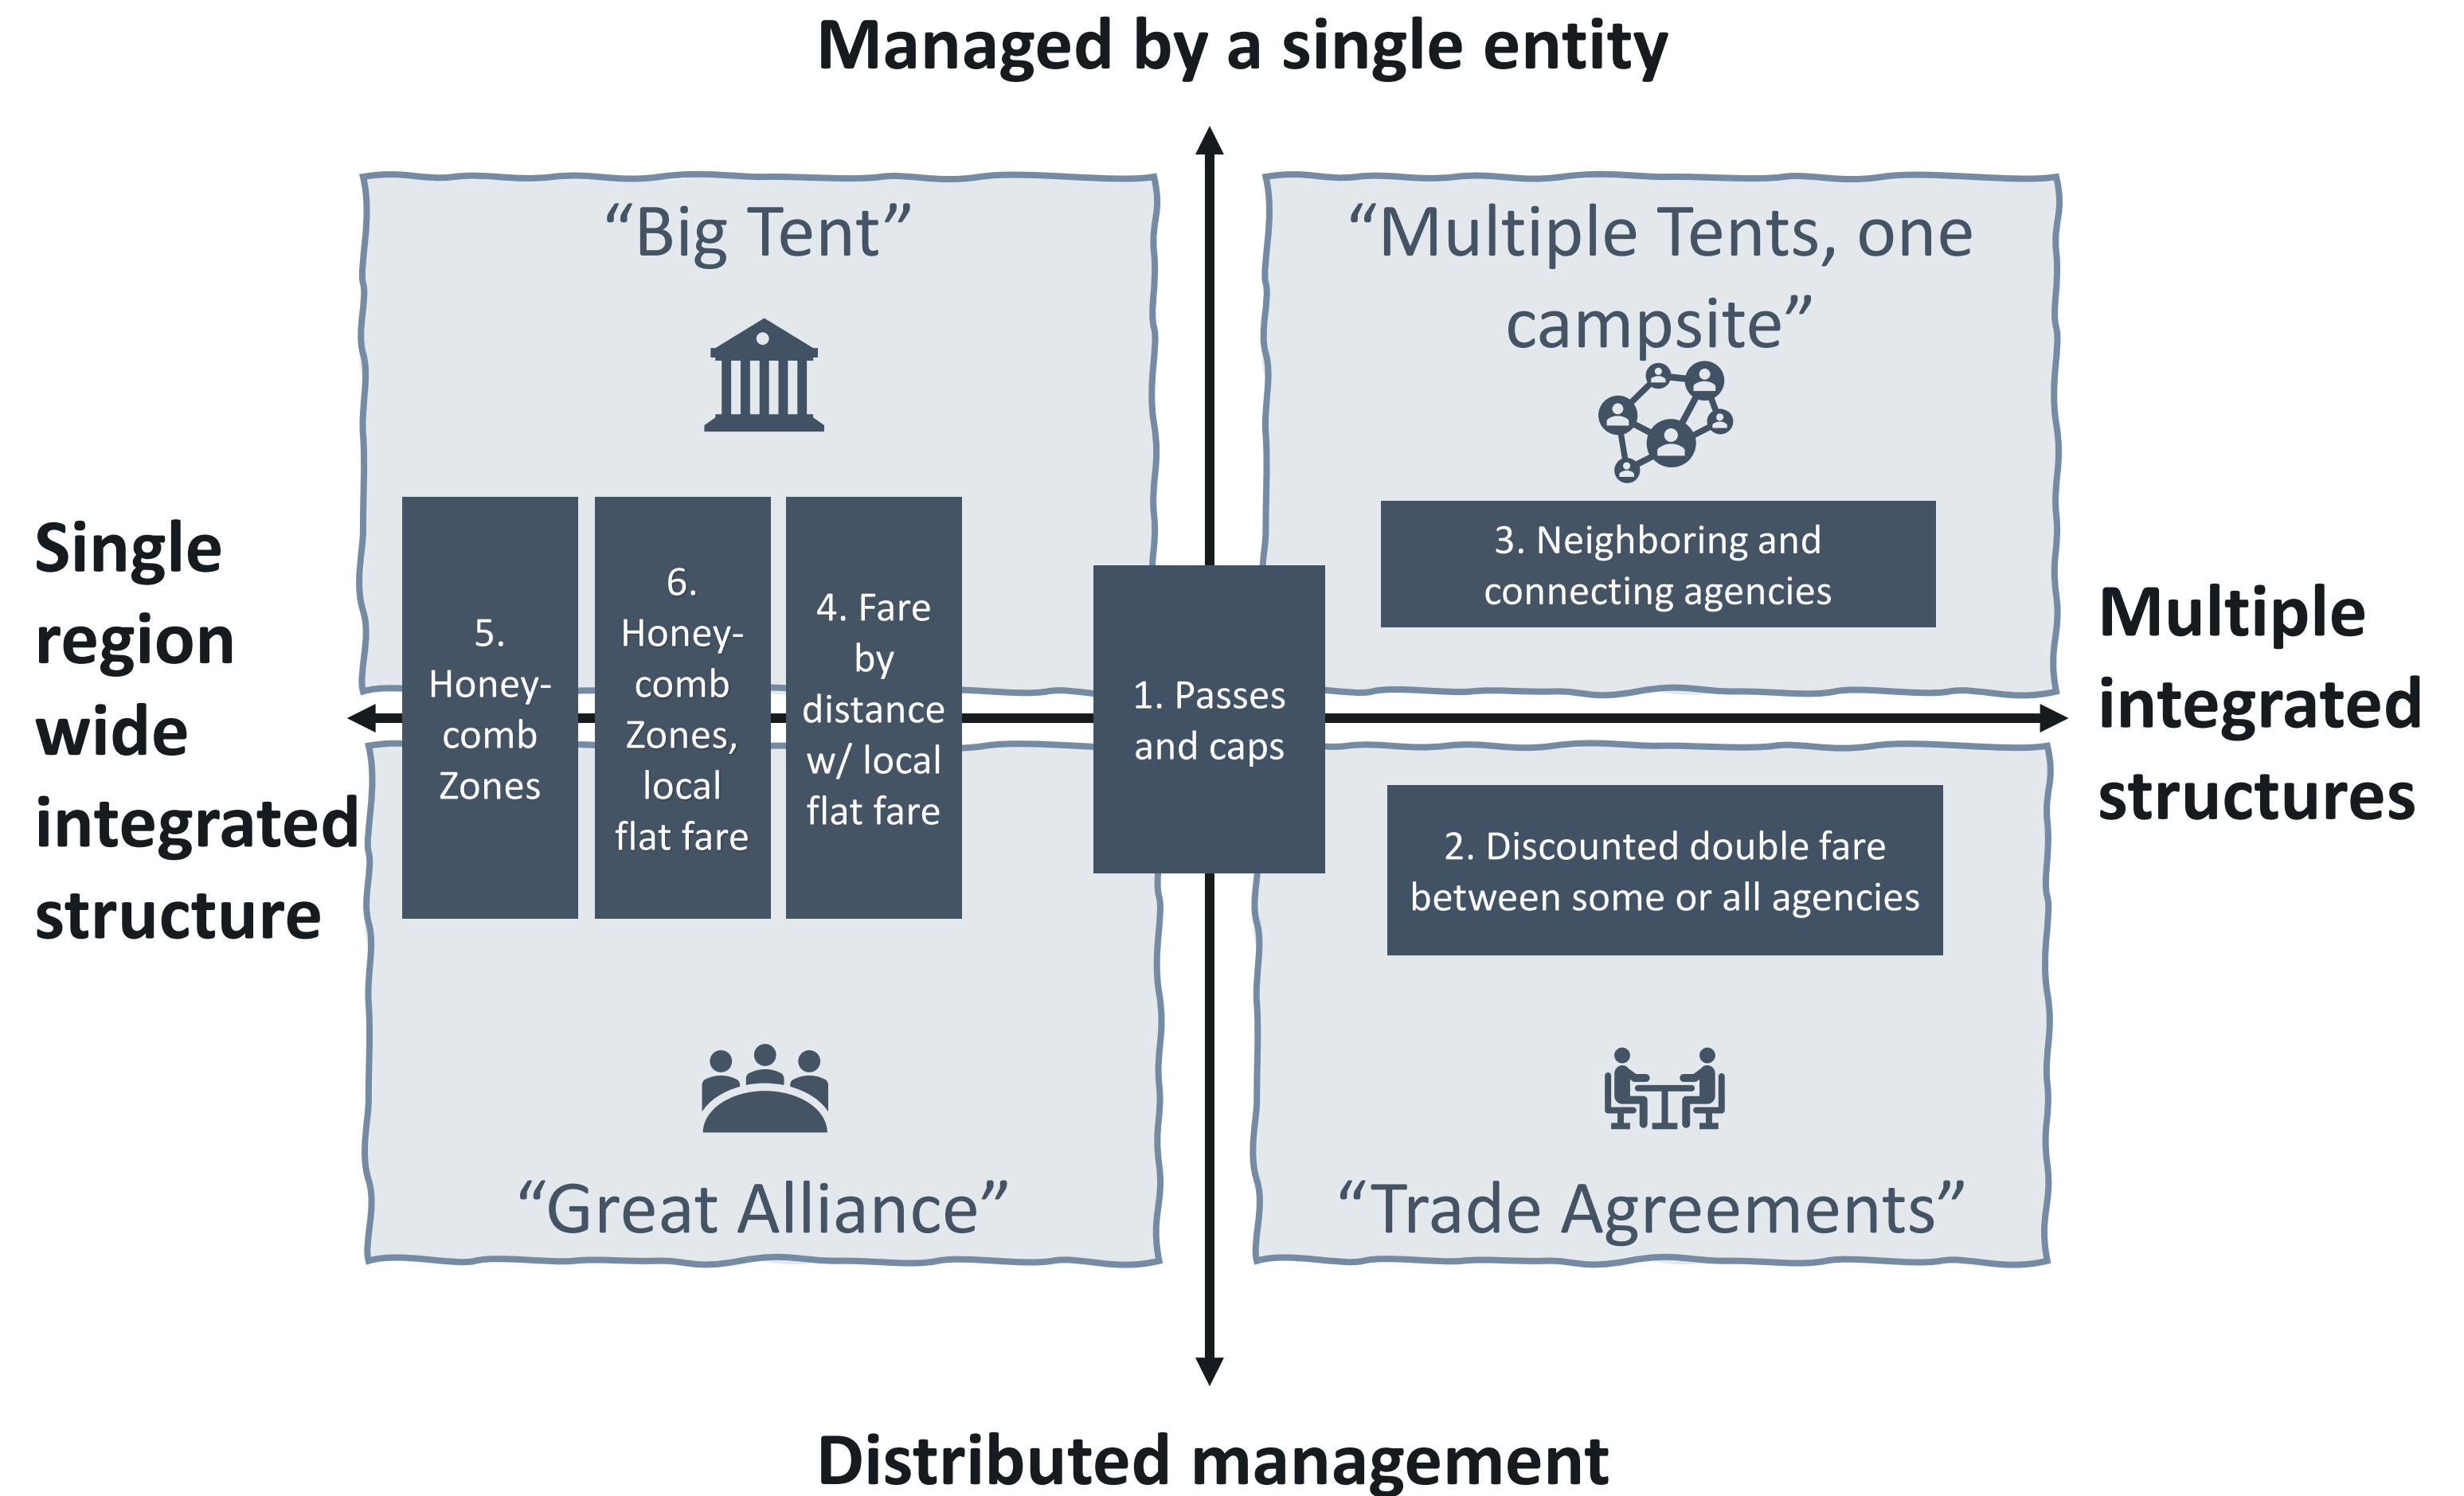 Managed by a single entity
“Big Tent”
“Multiple Tents, one
campsite”
Single
region
wide
integrated
structure
5.
Honey-
comb
Zones
6.
Honey-
comb
Zones,
local
flat fare
4. Fare
by
distance
w/ local
flat fare
1. Passes
and caps
3. Neighboring and
connecting agencies
Multiple
integrated
structures
2. Discounted double fare
between some or all agencies
“Great Alliance”
“Trade Agreements”
Distributed management